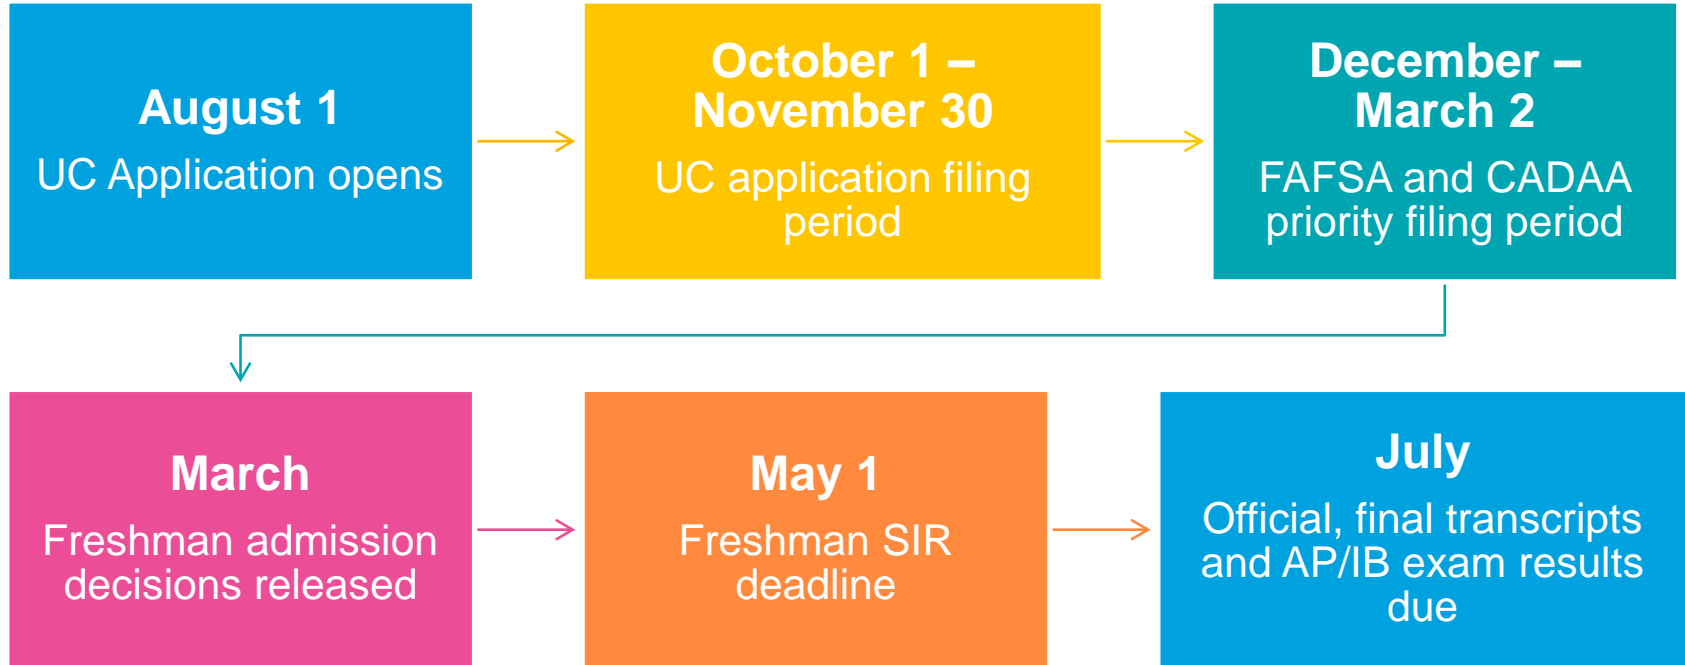 August 1
UC Application opens
October 1 –
November 30
UC application filing
period
December –
March 2
FAFSA and CADAA
priority filing period
March
Freshman admission
decisions released
May 1
Freshman SIR
deadline
July
Official, final transcripts
and AP/IB exam results
due